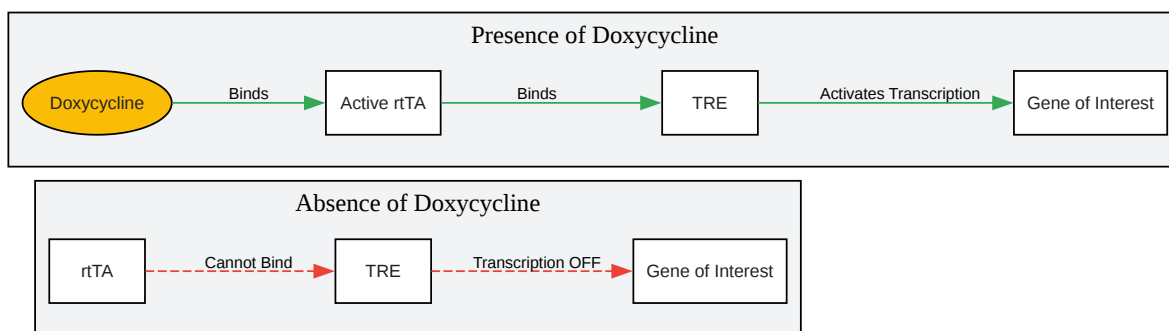 Presence of Doxycycline
Doxycycline
Binds
Active rtTA
Binds
TRE
Activates Transcription
Gene of Interest
Absence of Doxycycline
rtTA
Cannot Bind
TRE
Transcription OFF
Gene of Interest